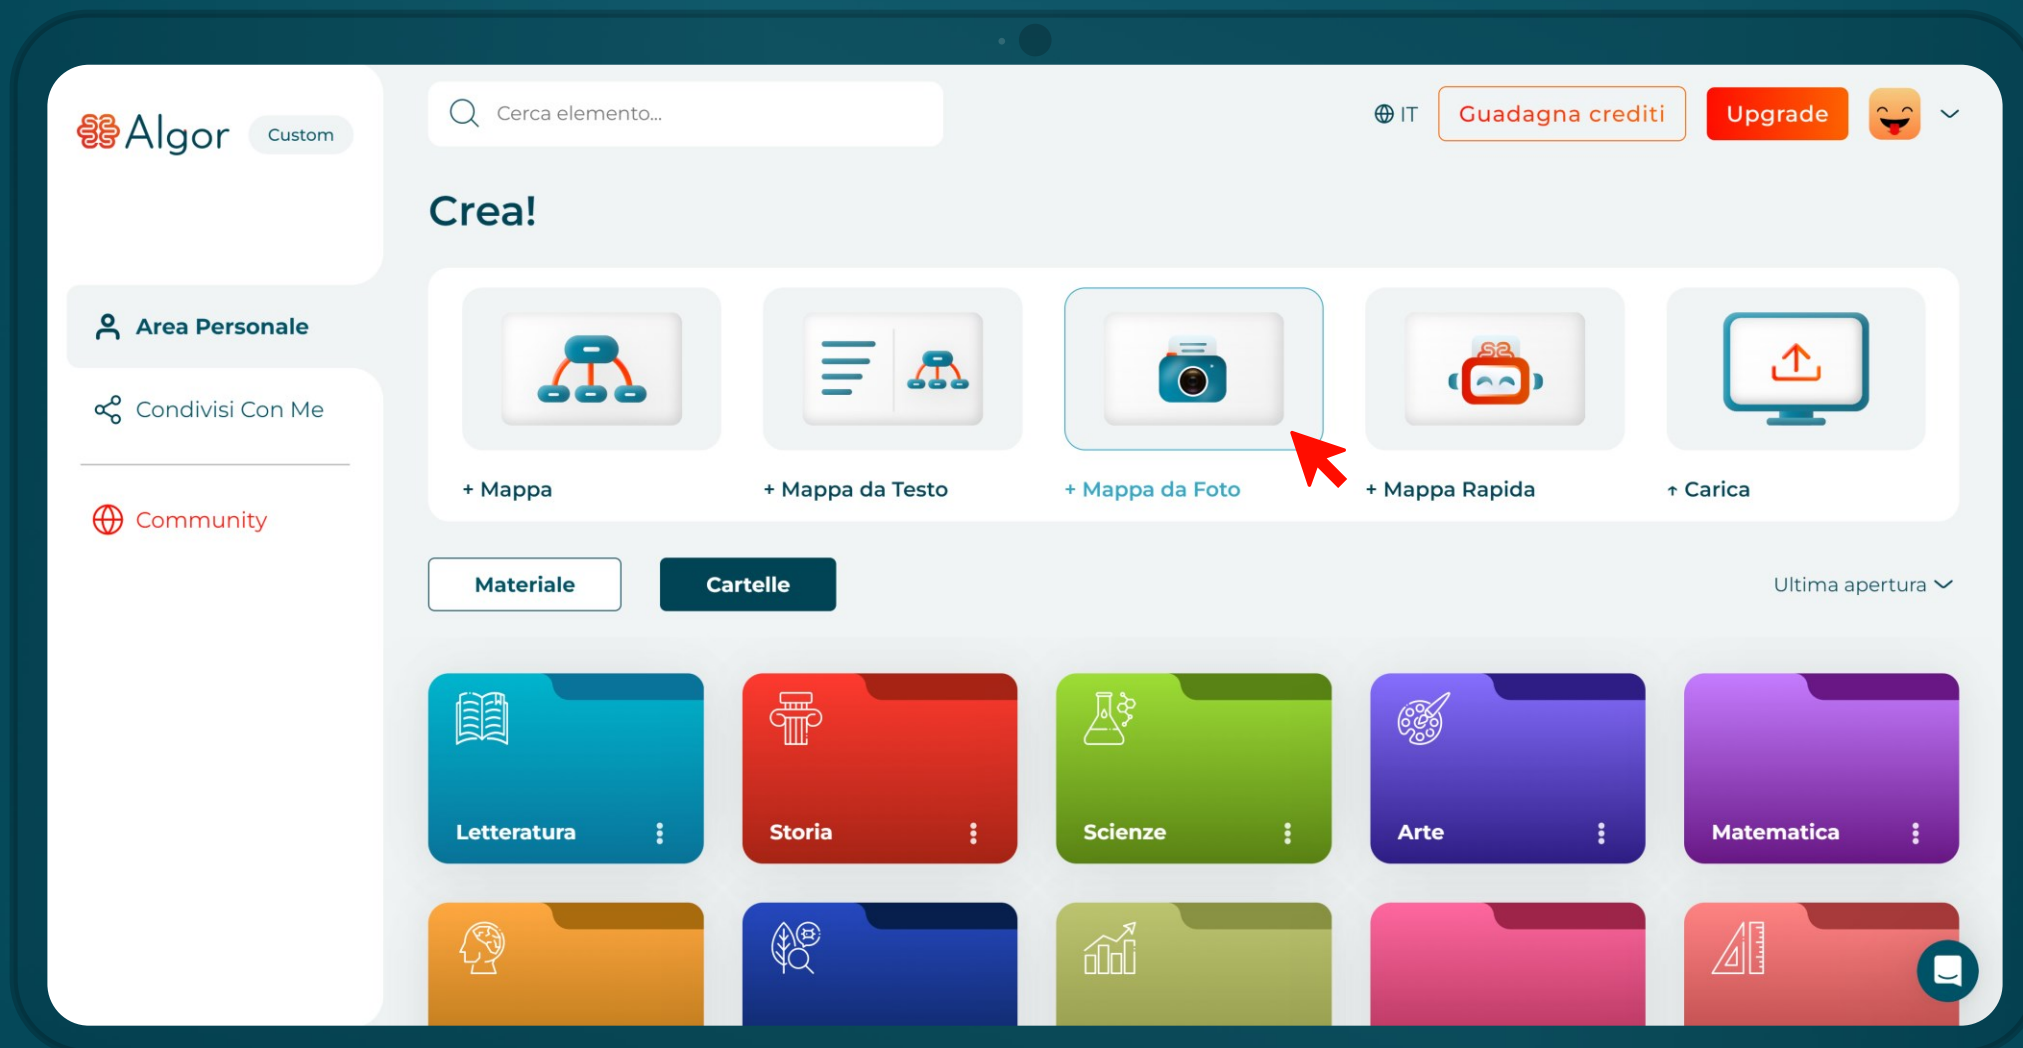 Algor Custom
Cerca elemento...
IT
Guadagna crediti
Upgrade
Crea!
Area Personale
Condivisi Con Me
Community
+ Mappa
+ Mappa da Testo
+ Mappa da Foto
+ Mappa Rapida
↑ Carica
Materiale
Cartelle
Ultima apertura
Letteratura
Storia
Scienze
Arte
Matematica